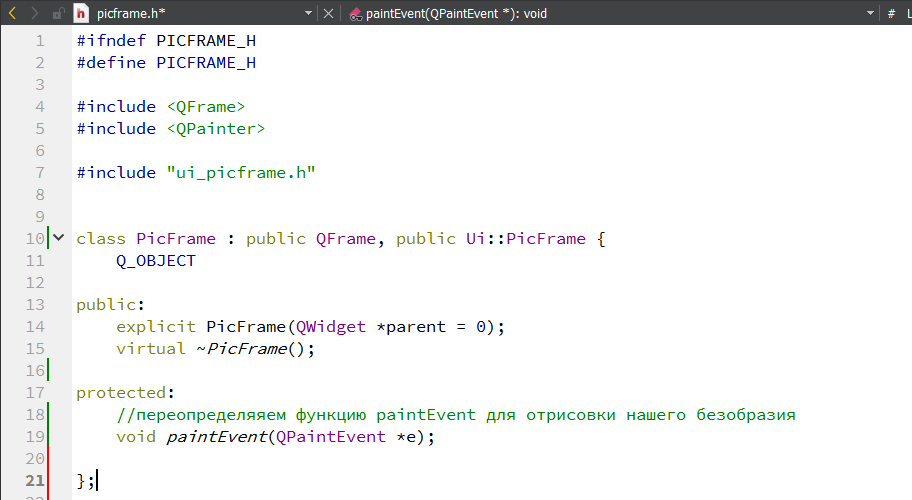 picframe.h* paintEvent(QPaintEvent *): void #
1 #ifndef PICFRAME_H
2 #define PICFRAME_H
3
4 #include <QFrame>
5 #include <QPainter>
6
7 #include "ui_picframe.h"
8
9
10 class PicFrame : public QFrame, public Ui::PicFrame {
11 Q_OBJECT
12
13 public:
14 explicit PicFrame(QWidget *parent = 0);
15 virtual ~PicFrame();
16
17 protected:
18 //переопределяяем функцию paintEvent для отрисовки нашего безобразия
19 void paintEvent(QPaintEvent *e);
20
21 };